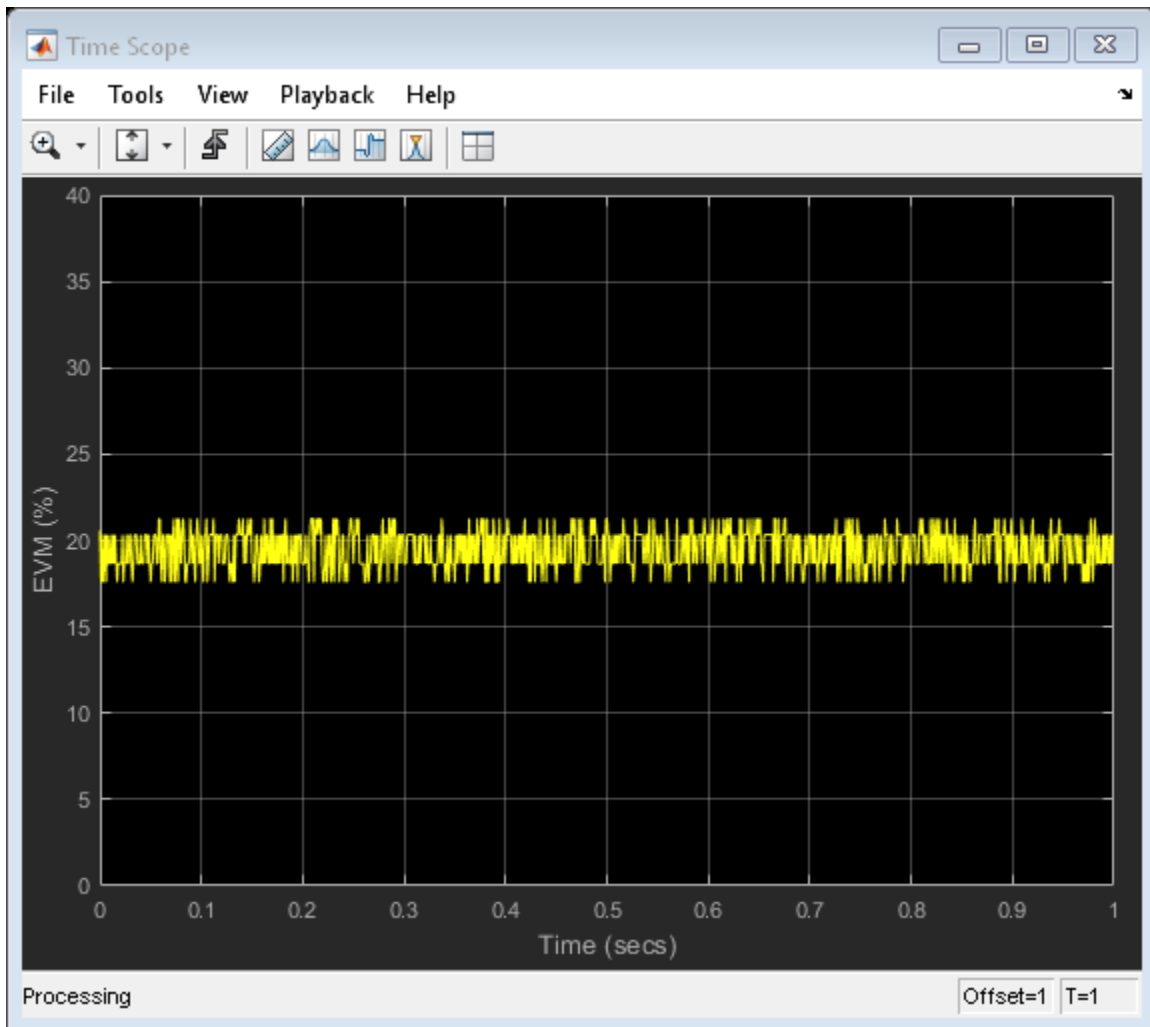 Time Scope
File Tools View Playback Help
40
35
30
25
20
15
10
5
0
EVM (%)
0 0.1 0.2 0.3 0.4 0.5 0.6 0.7 0.8 0.9 1
Time (secs)
Processing Offset=1 T=1